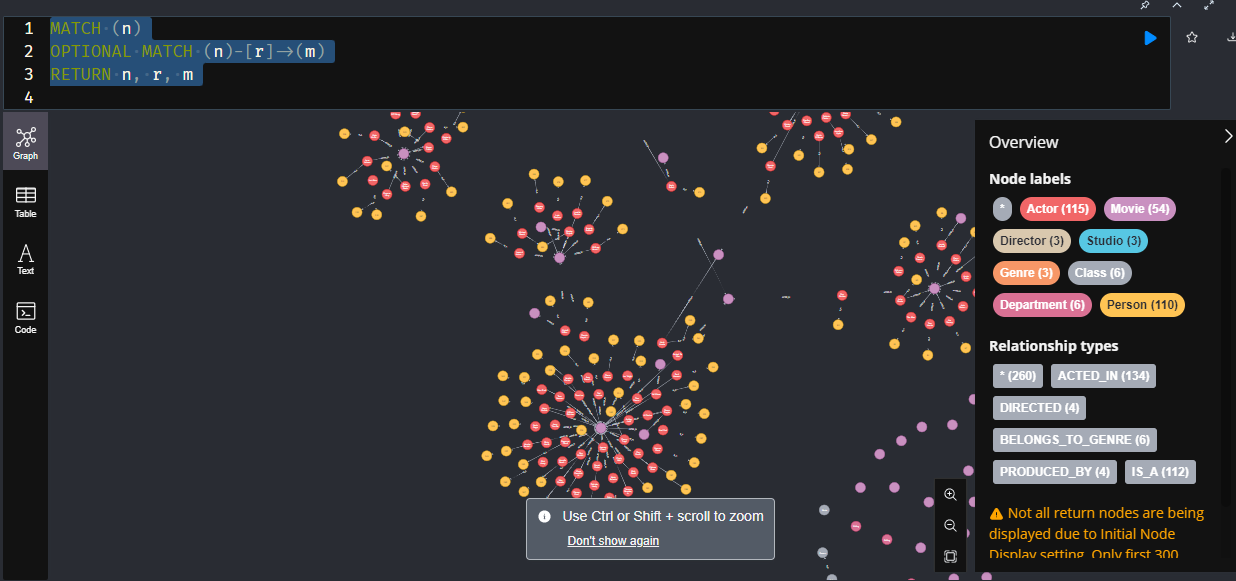 1 MATCH (n)
2 OPTIONAL MATCH (n)-[r]->(m)
3 RETURN n, r, m
4
Graph
Table
Text
Code
Overview
Node labels
* Actor (115) Movie (54)
Director (3) Studio (3)
Genre (3) Class (6)
Department (6) Person (110)
Relationship types
* (260) ACTED_IN (134)
DIRECTED (4)
BELONGS_TO_GENRE (6)
PRODUCED_BY (4) IS_A (112)
Not all return nodes are being
displayed due to Initial Node
Display setting. Only first 300
Use Ctrl or Shift + scroll to zoom
Don't show again